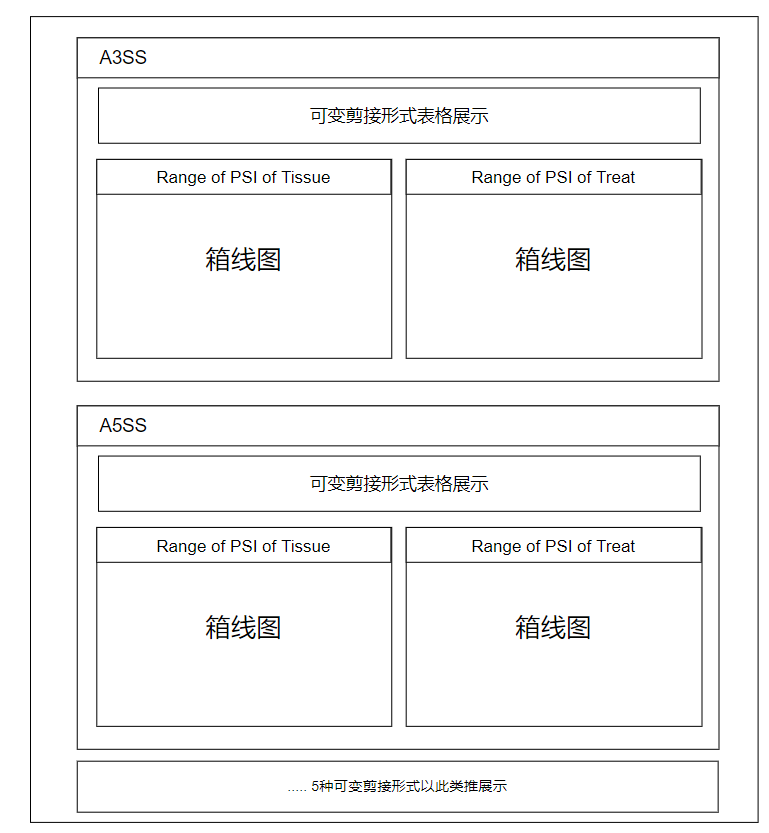 A3SS
可变剪接形式表格展示
Range of PSI of Tissue
Range of PSI of Treat
箱线图
箱线图
A5SS
可变剪接形式表格展示
Range of PSI of Tissue
Range of PSI of Treat
箱线图
箱线图
..... 5种可变剪接形式以此类推展示